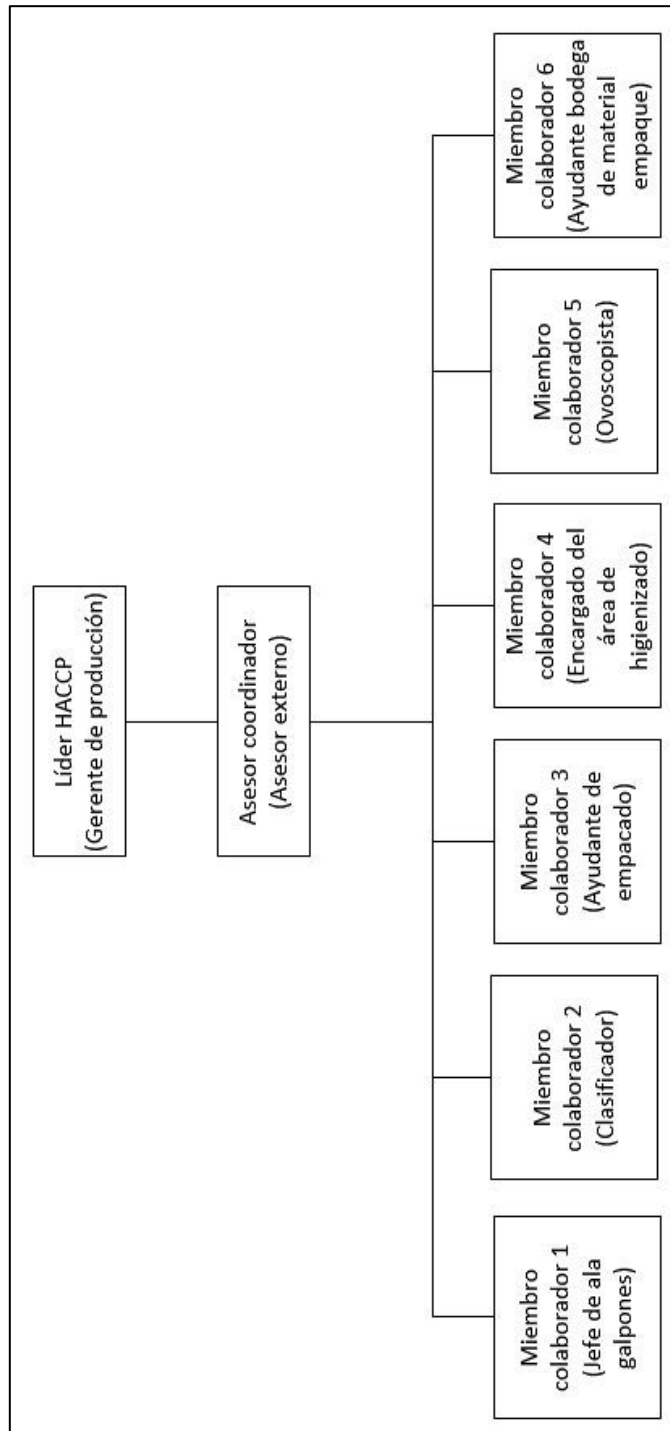 Líder HACCP
(Gerente de producción)
Asesor coordinador
(Asesor externo)
Miembro
colaborador 1
(Jefe de ala
galpones)
Miembro
colaborador 2
(Clasificador)
Miembro
colaborador 3
(Ayudante de
empacado)
Miembro
colaborador 4
(Encargado del
área de
higienizado)
Miembro
colaborador 5
(Ovoscopista)
Miembro
colaborador 6
(Ayudante bodega
de material
empaque)